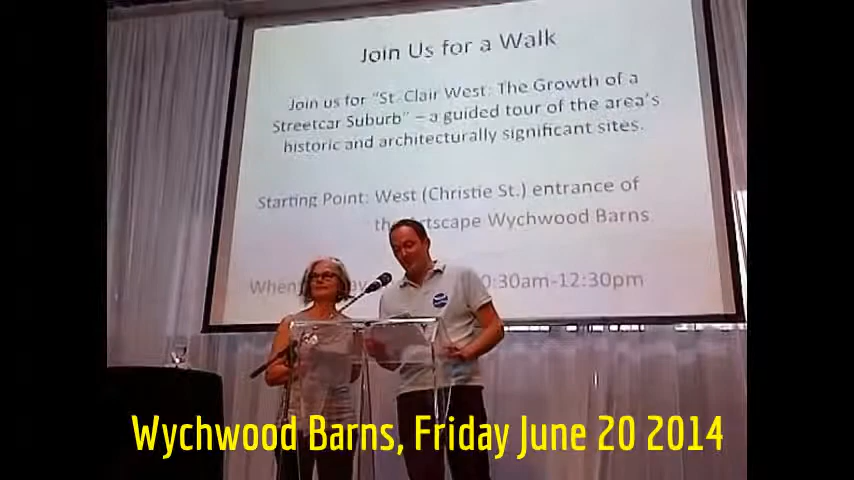 Join Us for a Walk
Join us for "St. Clair West: The Growth of a
Streetcar Suburb" – a guided tour of the area's
historic and architecturally significant sites.
Starting Point: West (Christie St.) entrance of
Artscape Wychwood Barns
When: 0:30am-12:30pm
Wychwood Barns, Friday June 20 2014